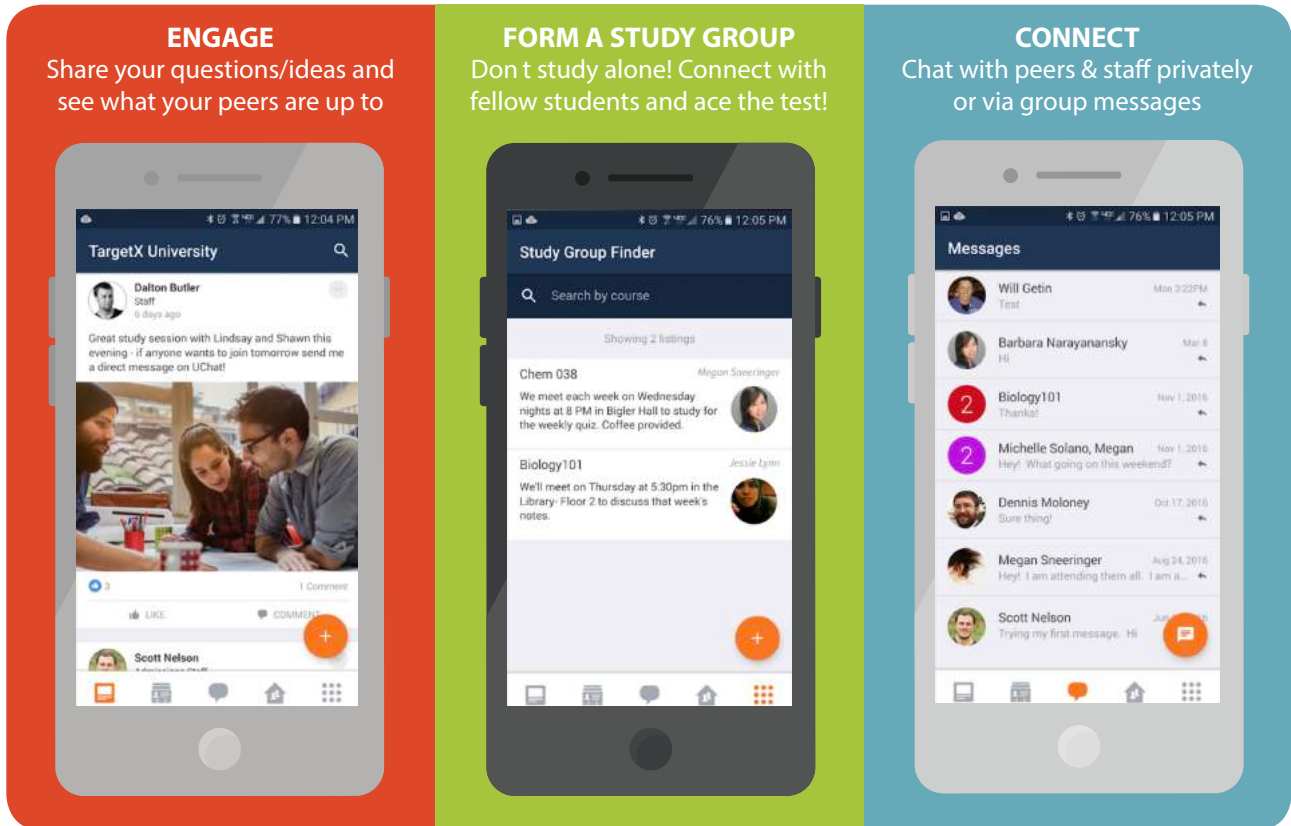 ENGAGE
Share your questions/ideas and
see what your peers are up to
77% 12:04 PM
TargetX University
Dalton Butler
Staff
6 days ago
Great study session with Lindsay and Shawn this
evening - if anyone wants to join tomorrow send me
a direct message on UChat!
3
1 Comment
LIKE
COMMENT
+
Scott Nelson
FORM A STUDY GROUP
Don t study alone! Connect with
fellow students and ace the test!
76% 12:05 PM
Study Group Finder
Search by course
Showing 2 listings
Chem 038
Megan Sneeringer
We meet each week on Wednesday
nights at 8 PM in Bigler Hall to study for
the weekly quiz. Coffee provided.
Biology101
Jessie Lynn
We'll meet on Thursday at 5:30pm in the
Library- Floor 2 to discuss that week's
notes.
+
CONNECT
Chat with peers & staff privately
or via group messages
76% 12:05 PM
Messages
Will Getin
Mon 3:22PM
Test
Barbara Narayanansky
Mar 8
Hi
2
Biology101
Nov 1, 2016
Thanks!
2
Michelle Solano, Megan
Nov 1, 2016
Hey! What going on this weekend?
Dennis Moloney
Oct 17, 2016
Sure thing!
Megan Sneeringer
Aug 24, 2016
Hey! I am attending them all. I am a...
Scott Nelson
Trying my first message. Hi